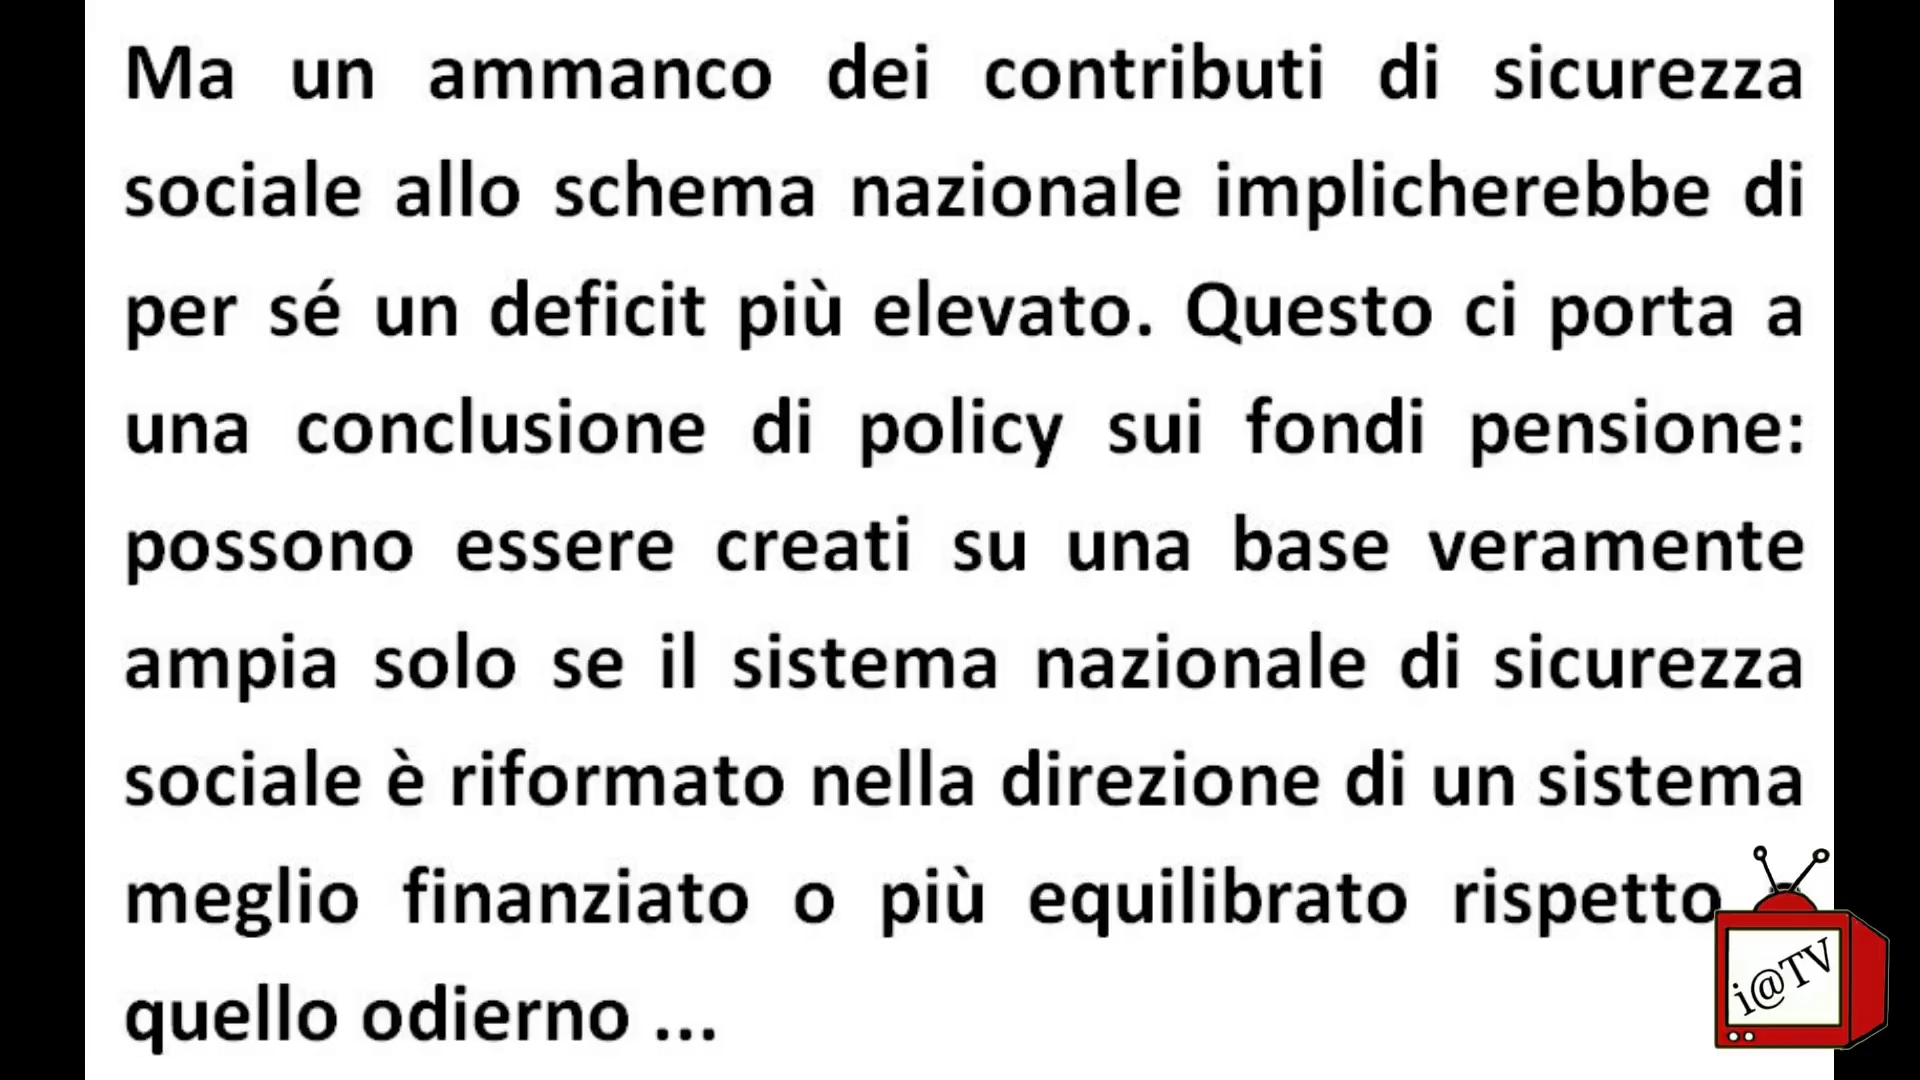 Ma un ammanco dei contributi di sicurezza
sociale allo schema nazionale implicherebbe di
per sé un deficit più elevato. Questo ci porta a
una conclusione di policy sui fondi pensione:
possono essere creati su una base veramente
ampia solo se il sistema nazionale di sicurezza
sociale è riformato nella direzione di un sistema
meglio finanziato o più equilibrato rispetto
quello odierno ...
i@TV